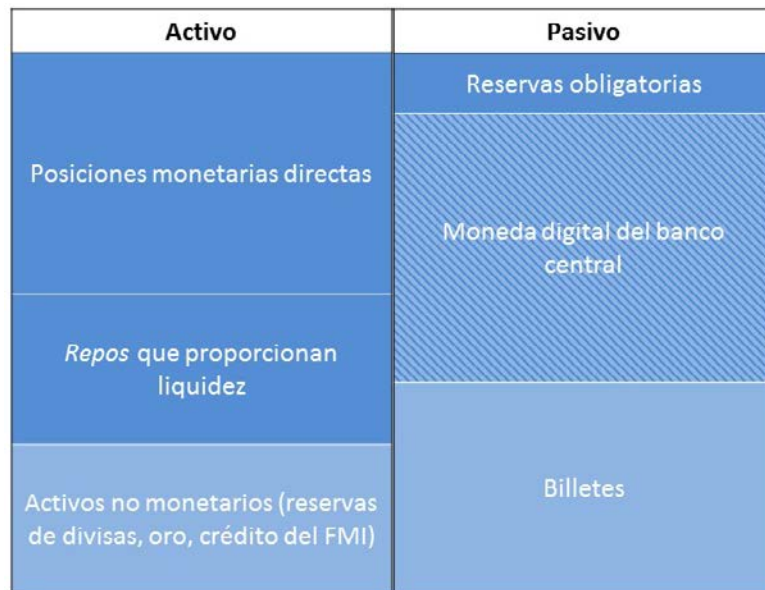 Activo
Pasivo
Posiciones monetarias directas
Repos que proporcionan
liquidez
Activos no monetarios (reservas
de divisas, oro, crédito del FMI)
Reservas obligatorias
Moneda digital del banco
central
Billetes